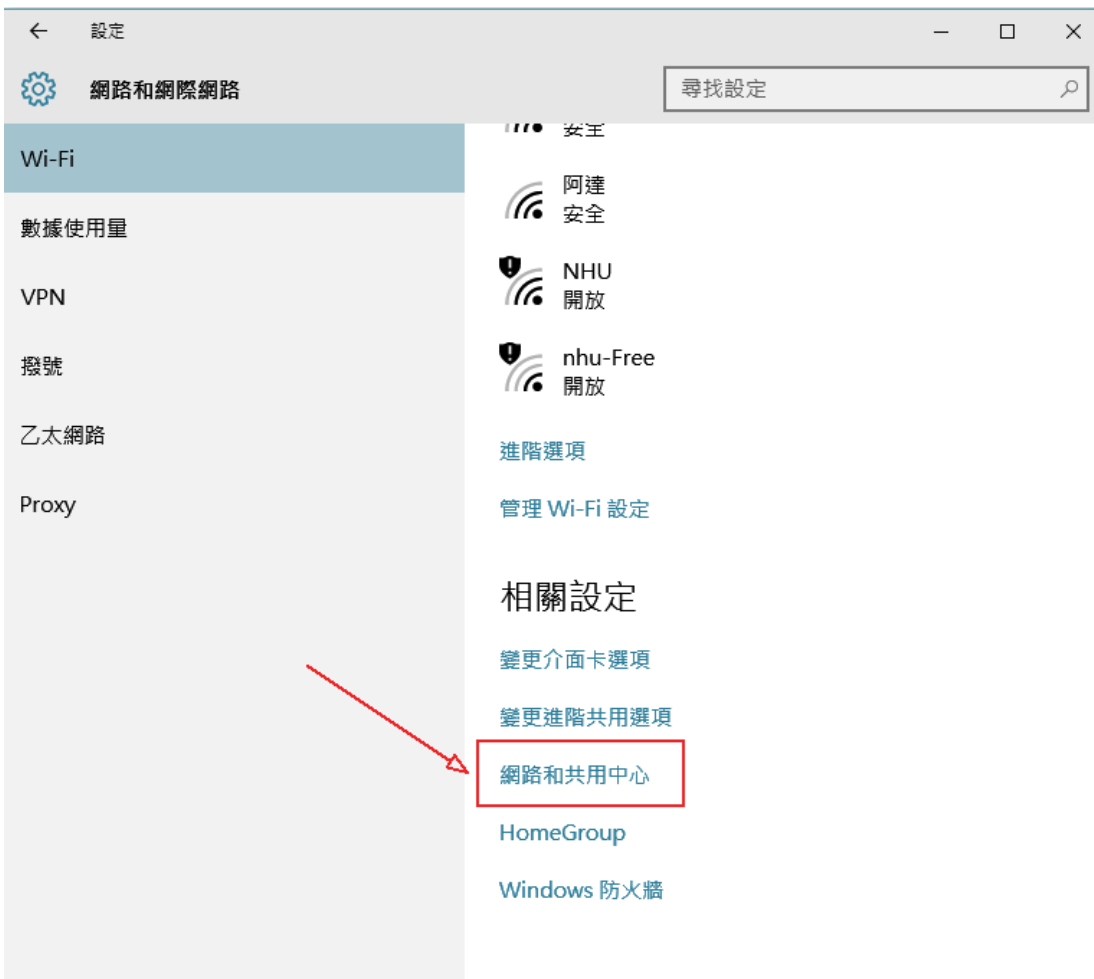 設定
網路和網際網路
尋找設定
Wi-Fi
數據使用量
VPN
撥號
乙太網路
Proxy
安全
阿達
安全
NHU
開放
nhu-Free
開放
進階選項
管理 Wi-Fi 設定
相關設定
變更介面卡選項
變更進階共用選項
網路和共用中心
HomeGroup
Windows 防火牆